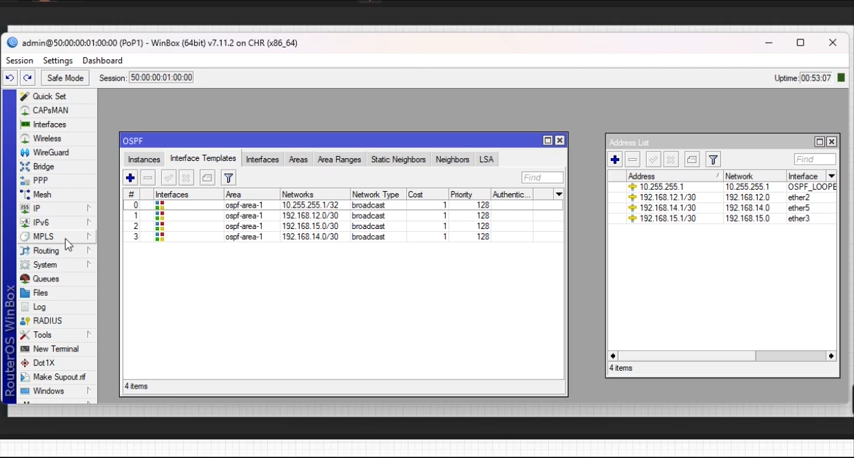 admin@50:00:00:01:00:00 (PoP1) - WinBox (64bit) v7.11.2 on CHR (x86_64)
Session Settings Dashboard
Safe Mode Session: 50:00:00:01:00:00 Uptime: 00:53:07
RouterOS WinBox
Quick Set
CAPsMAN
Interfaces
Wireless
WireGuard
Bridge
PPP
Mesh
IP
IPv6
MPLS
Routing
System
Queues
Files
Log
RADIUS
Tools
New Terminal
Dot1X
Make Supout.rif
Windows
OSPF
Instances Interface Templates Interfaces Areas Area Ranges Static Neighbors Neighbors LSA
Find
# Interfaces Area Networks Network Type Cost Priority Authentic...
0 ospf-area-1 10.255.255.1/32 broadcast 1 128
1 ospf-area-1 192.168.12.0/30 broadcast 1 128
2 ospf-area-1 192.168.15.0/30 broadcast 1 128
3 ospf-area-1 192.168.14.0/30 broadcast 1 128
4 items
Address List
Find
Address Network Interface
10.255.255.1 10.255.255.1 OSPF_LOOPE
192.168.12.1/30 192.168.12.0 ether2
192.168.14.1/30 192.168.14.0 ether5
192.168.15.1/30 192.168.15.0 ether3
4 items